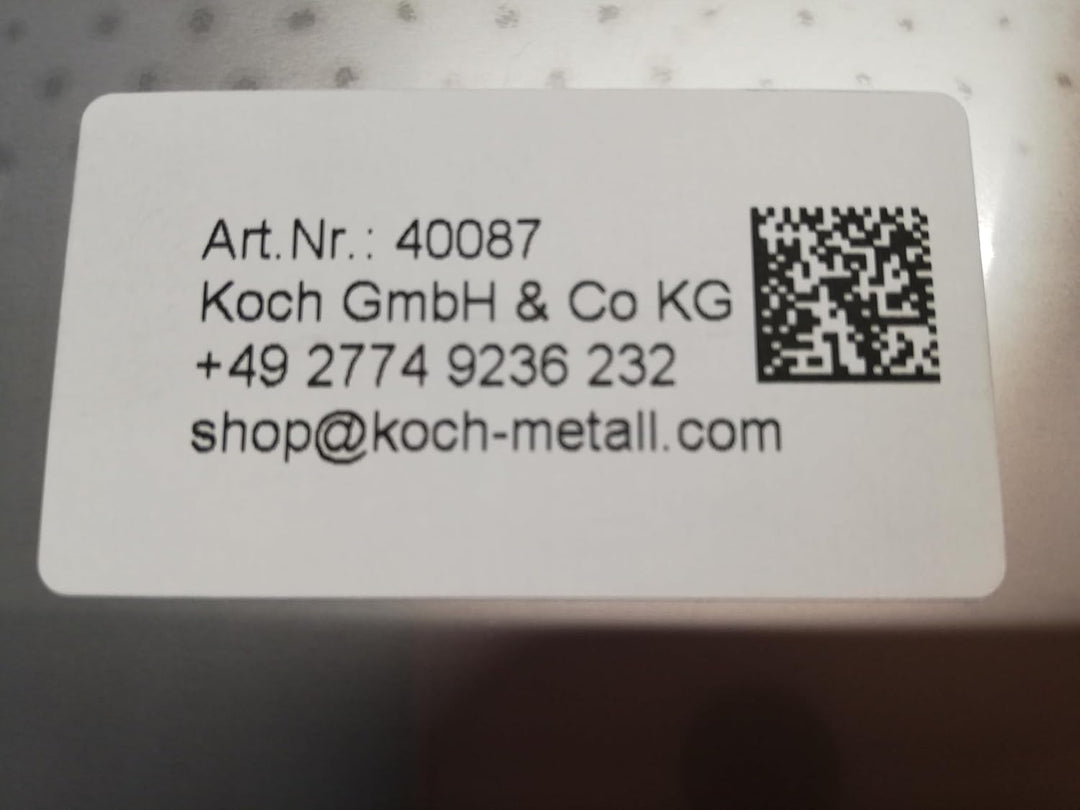 Art.Nr.: 40087
Koch GmbH & Co KG
+49 2774 9236 232
shop@koch-metall.com